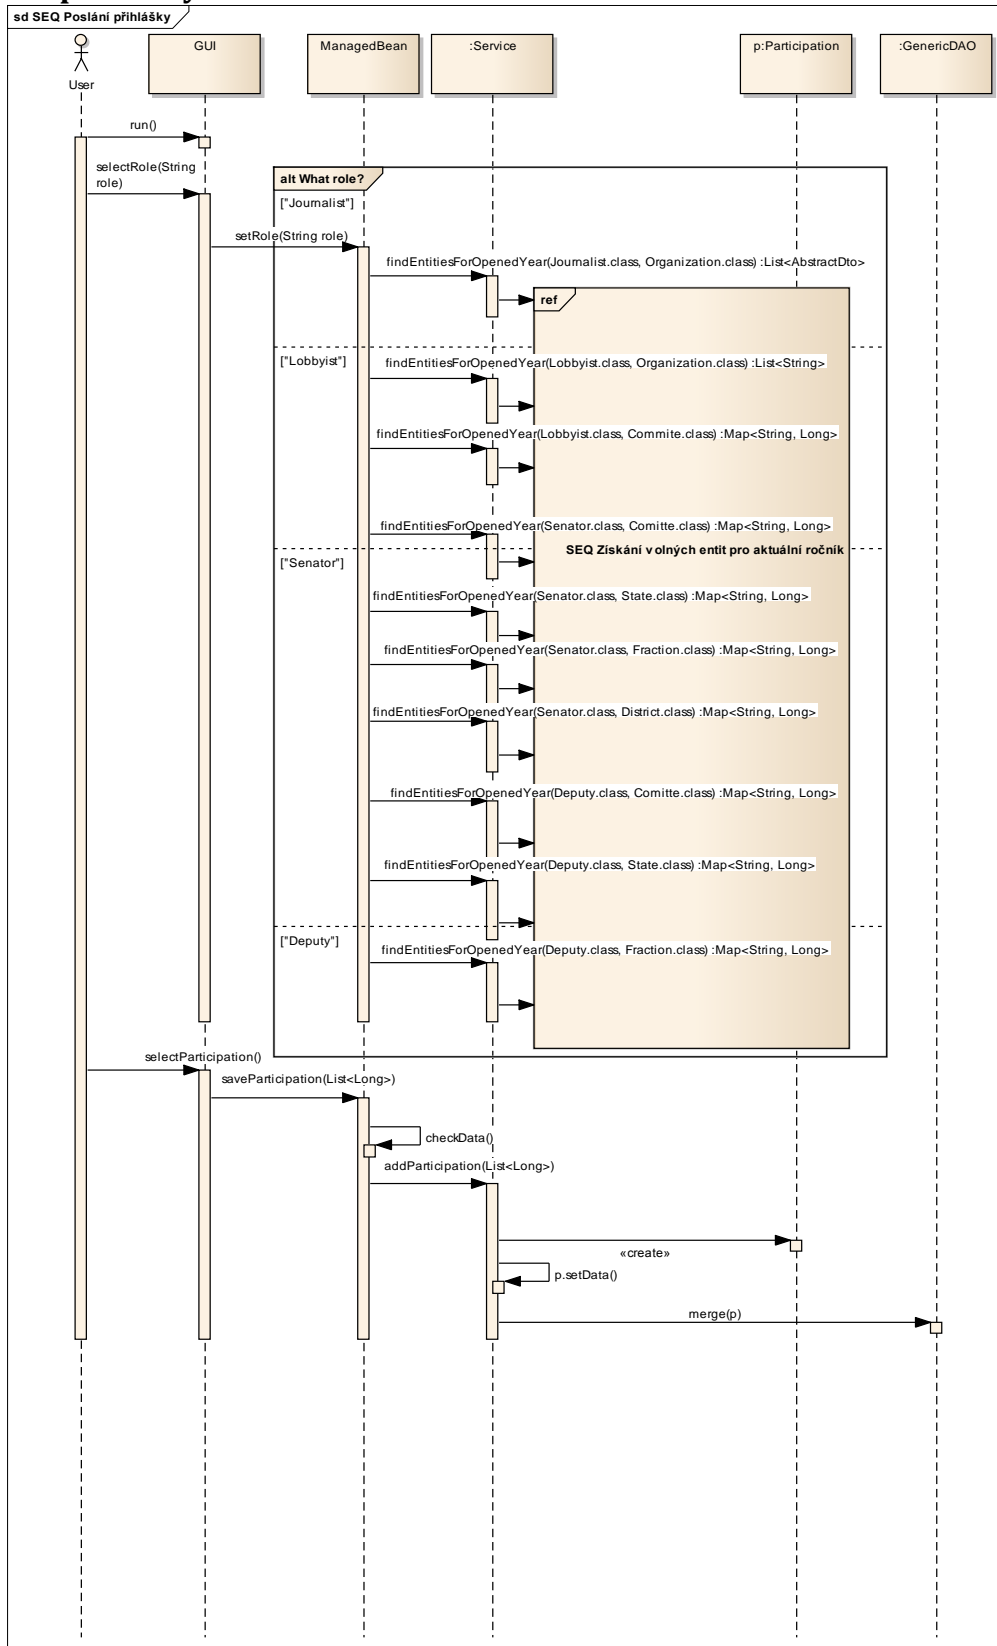 sd SEQ Poslání přihlášky
GUI
ManagedBean
:Service
p:Participation
:GenericDAO
User
run()
selectRole(String
role)
alt What role?
["Journalist"]
setRole(String role)
findEntitiesForOpenedYear(Journalist.class, Organization.class) :List<AbstractDto>
ref
["Lobbyist"]
findEntitiesForOpenedYear(Lobbyist.class, Organization.class) :List<String>
findEntitiesForOpenedYear(Lobbyist.class, Commite.class) :Map<String, Long>
findEntitiesForOpenedYear(Senator.class, Comitte.class) :Map<String, Long>
SEQ Získání volných entit pro aktuální ročník
["Senator"]
findEntitiesForOpenedYear(Senator.class, State.class) :Map<String, Long>
findEntitiesForOpenedYear(Senator.class, Fraction.class) :Map<String, Long>
findEntitiesForOpenedYear(Senator.class, District.class) :Map<String, Long>
findEntitiesForOpenedYear(Deputy.class, Comitte.class) :Map<String, Long>
findEntitiesForOpenedYear(Deputy.class, State.class) :Map<String, Long>
["Deputy"]
findEntitiesForOpenedYear(Deputy.class, Fraction.class) :Map<String, Long>
selectParticipation()
saveParticipation(List<Long>)
checkData()
addParticipation(List<Long>)
«create»
p.setData()
merge(p)